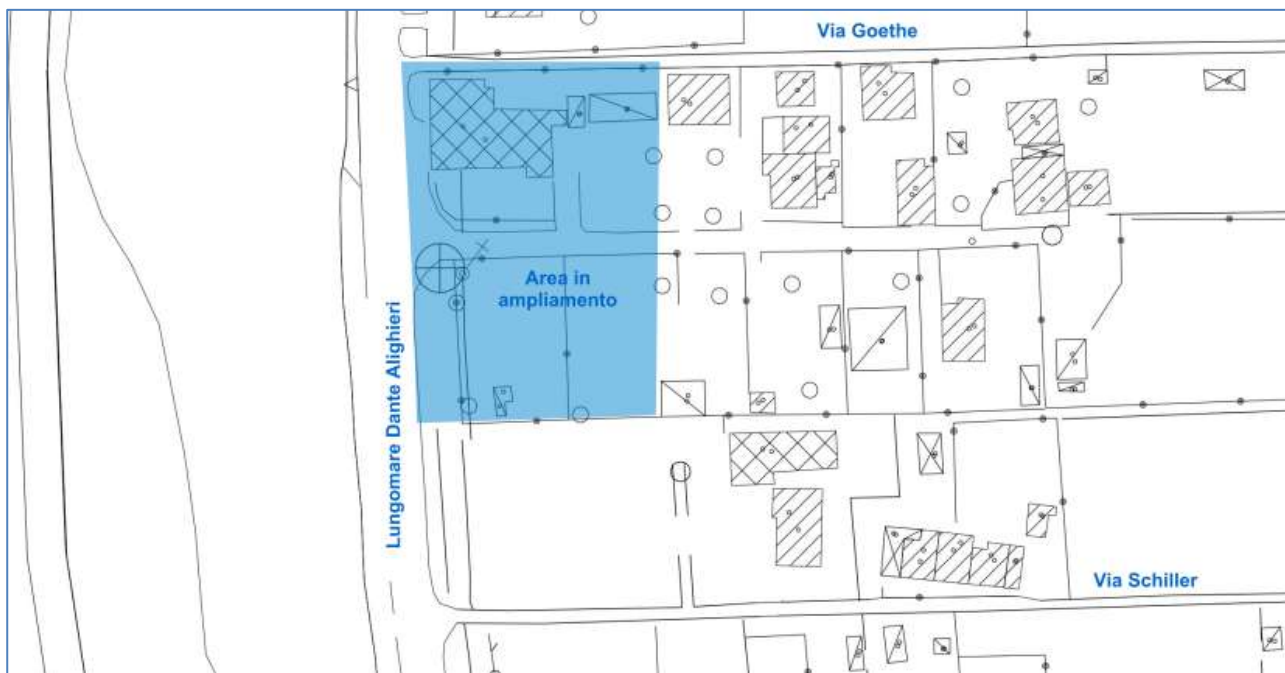 Via Goethe
Area in
ampliamento
Lungomare Dante Alighieri
Via Schiller